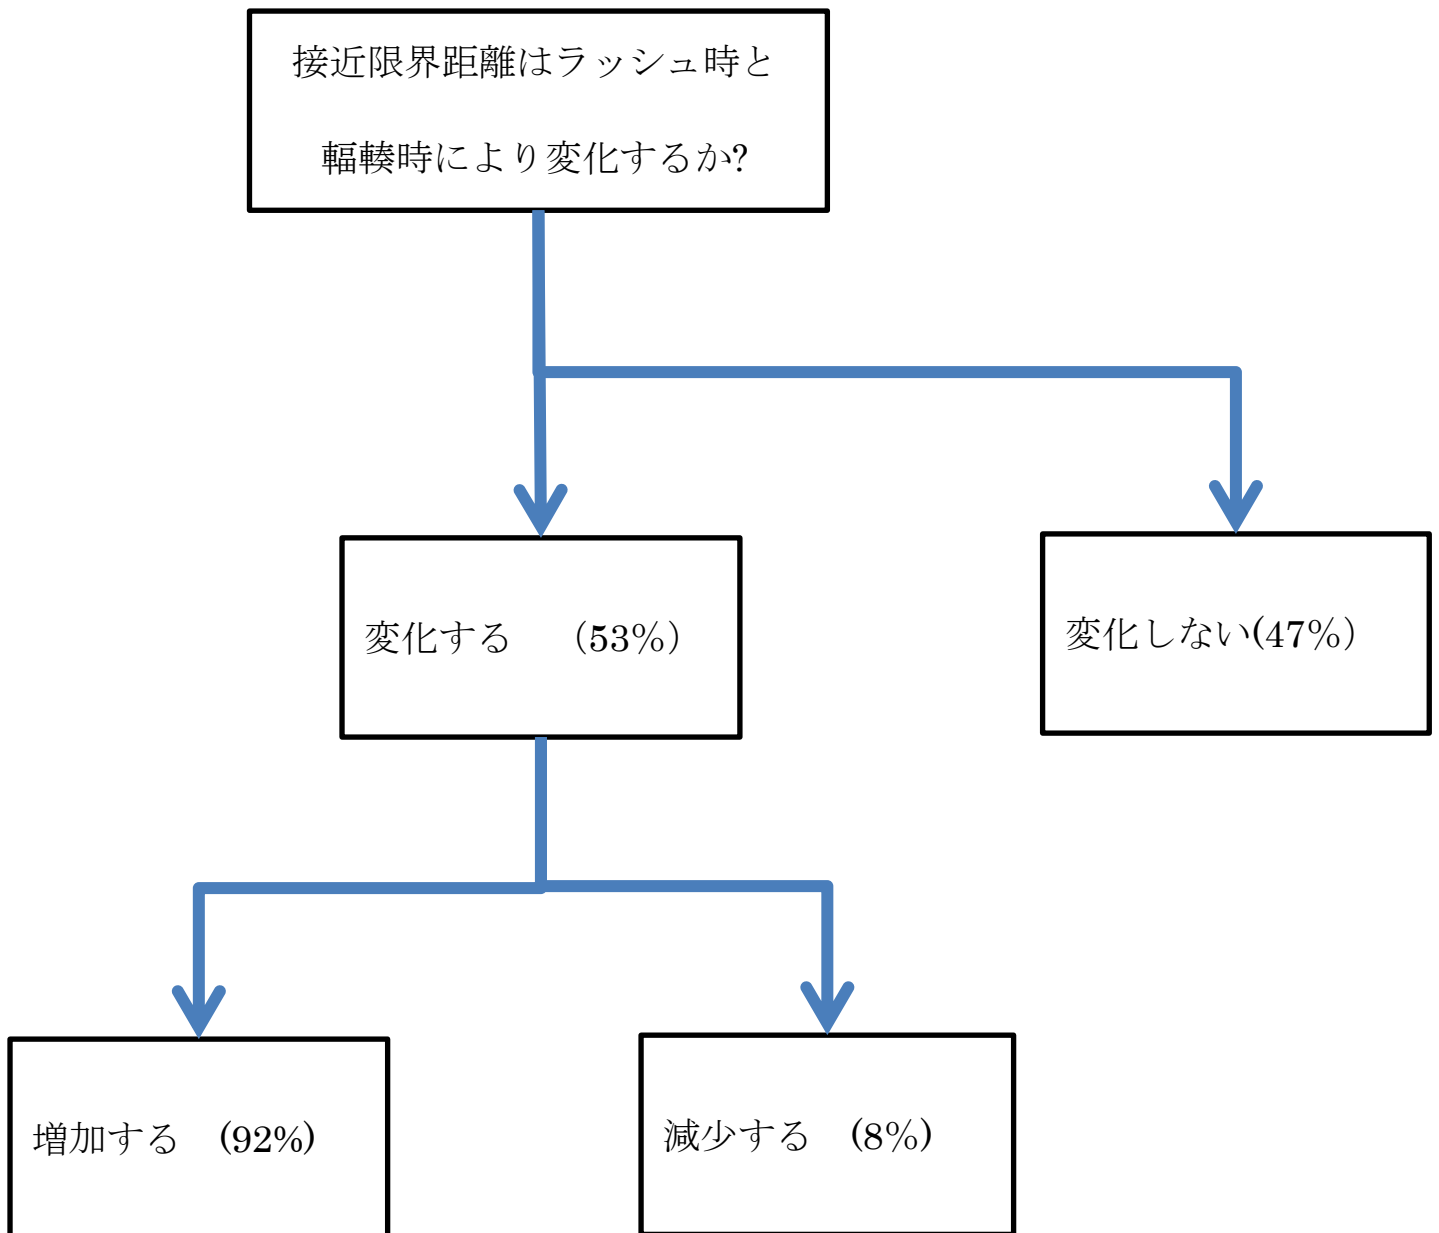 接近限界距離はラッシュ時と
輻輳時により変化するか?
変化する　（53%）
変化しない(47%）
増加する　(92%)
減少する　(8%)